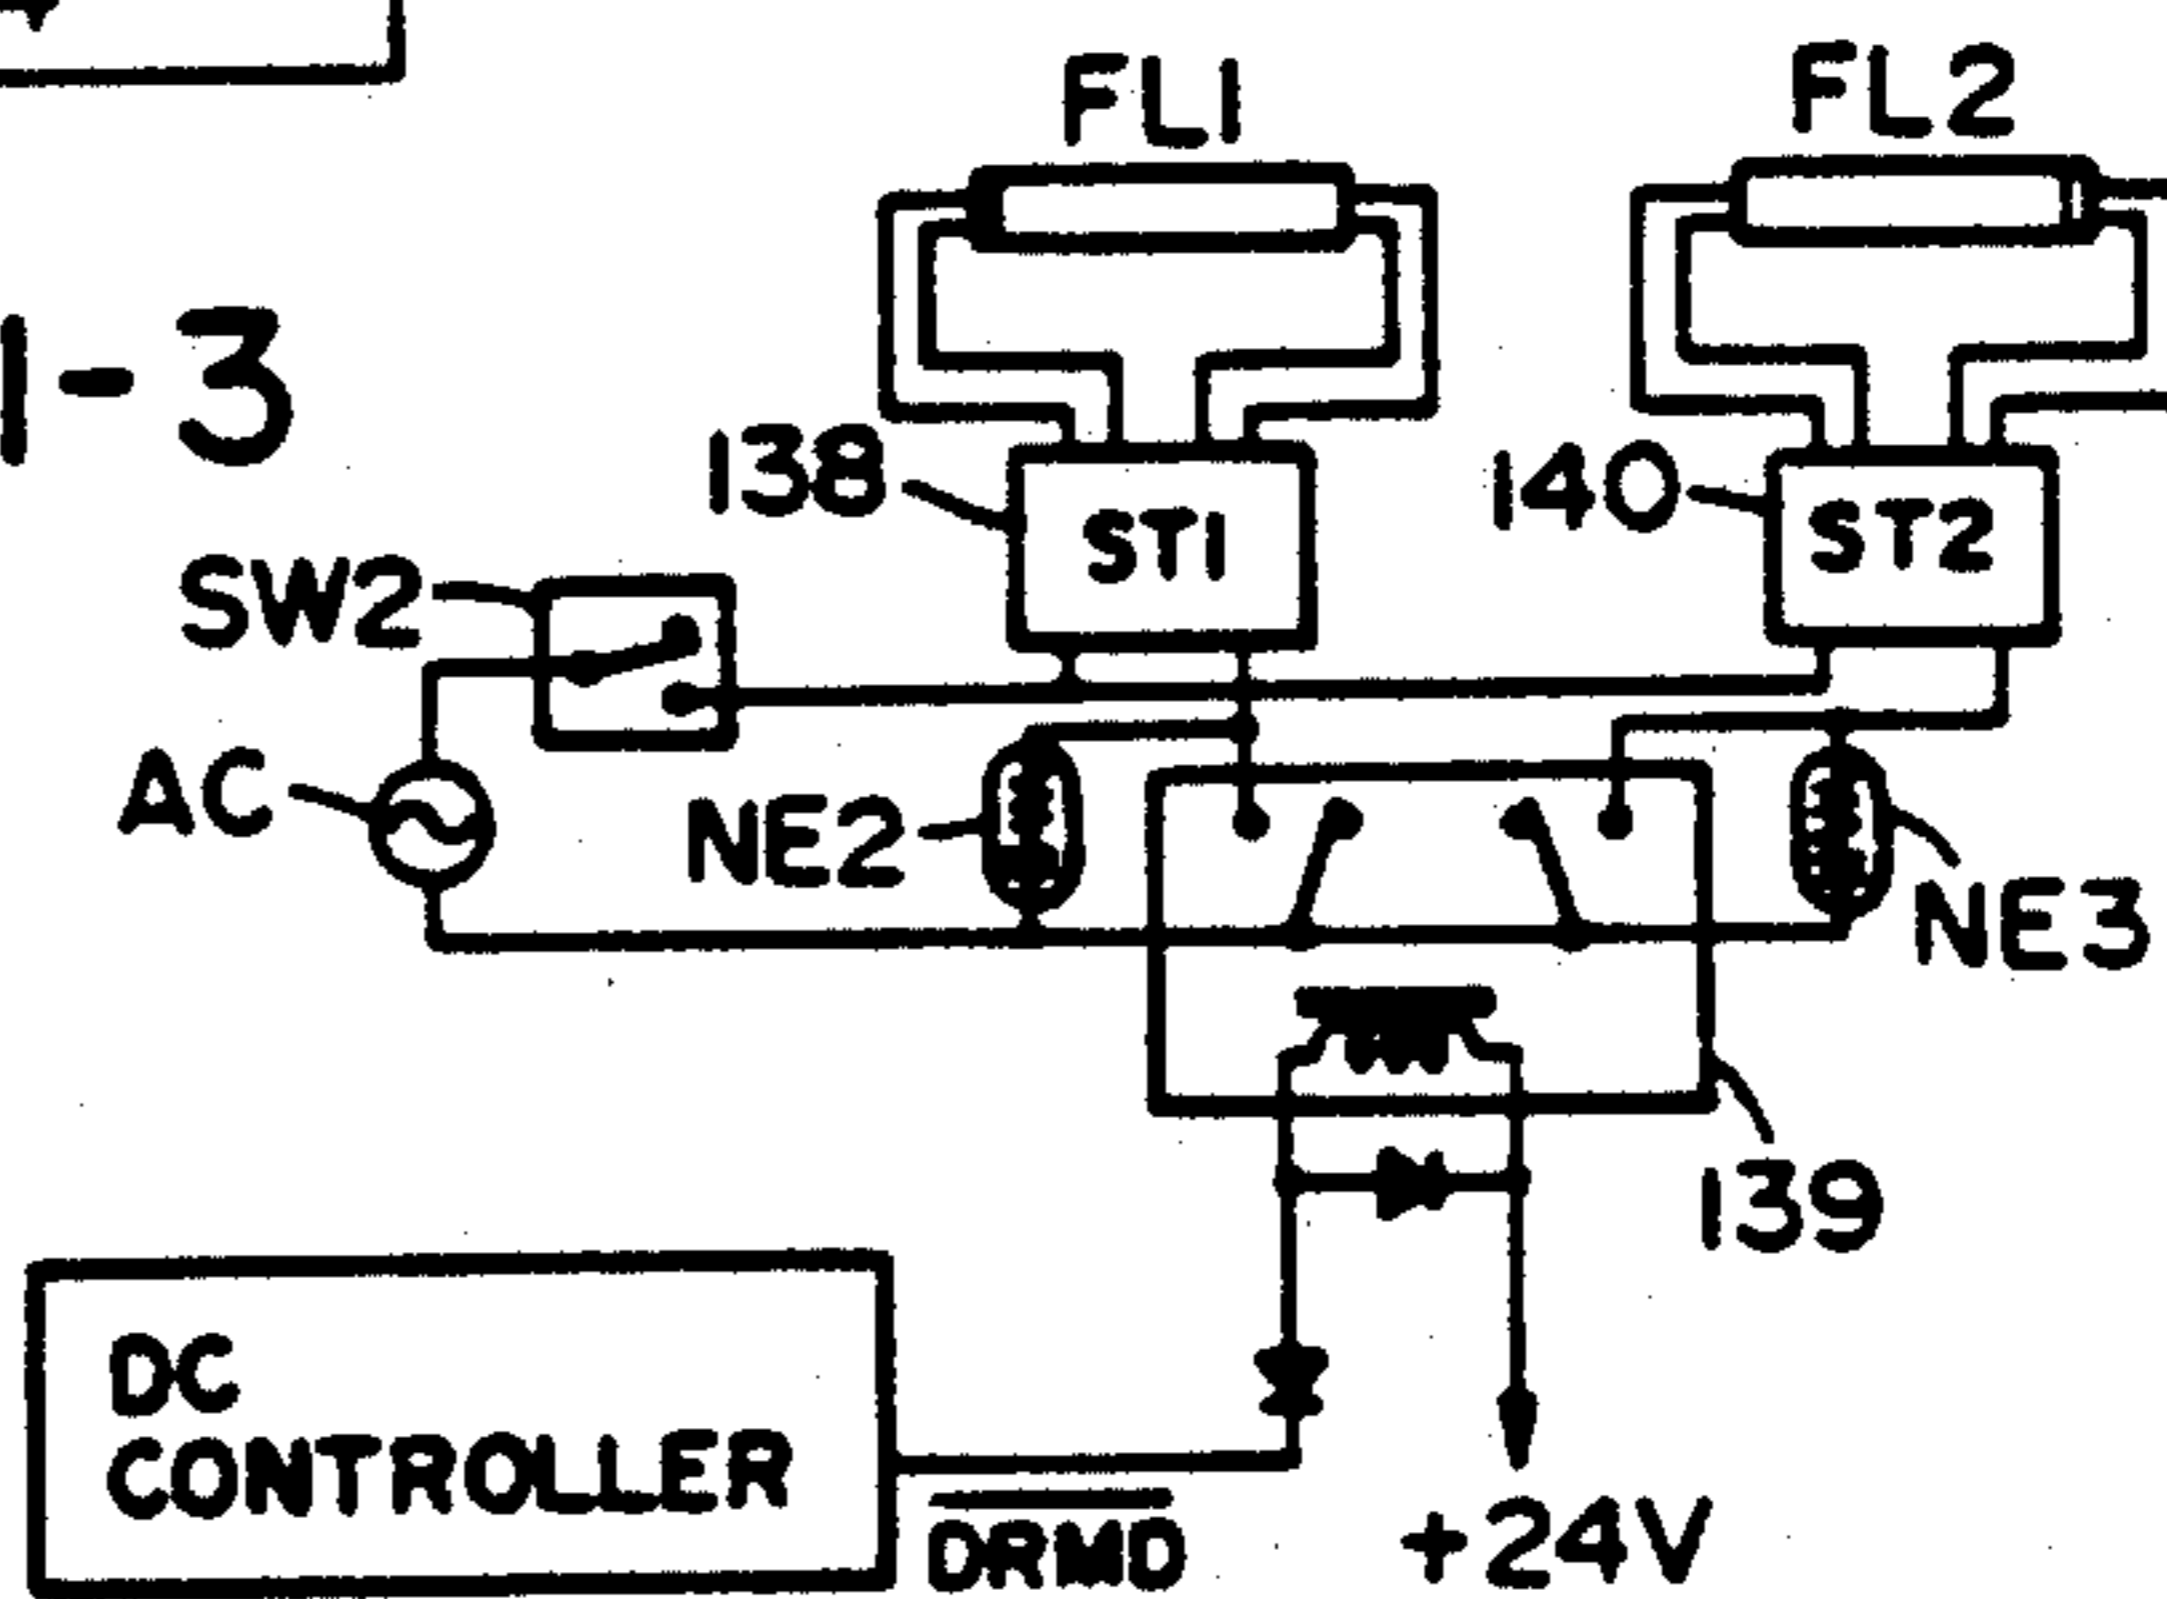 FL1
FL2
1-3
138
140
ST1
ST2
SW2
AC
NE2
NE3
139
DC
CONTROLLER
DRMD
+24V